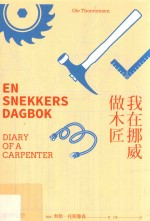 Ole Thorstensen
EN
SNEKKERS
DAGBOK
DIARY
OF A
CARPENTER
我在挪威
做木匠